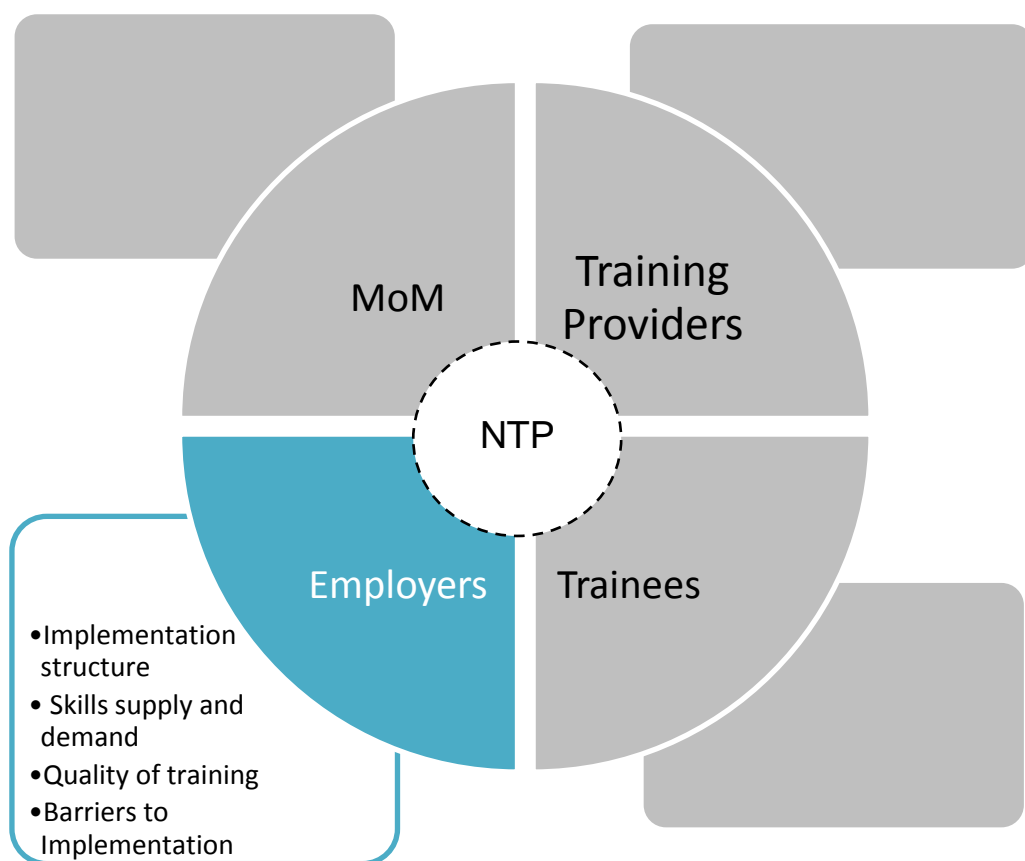 MoM
Training
Providers
NTP
Employers
Trainees
•Implementation
structure
• Skills supply and
demand
•Quality of training
•Barriers to
Implementation